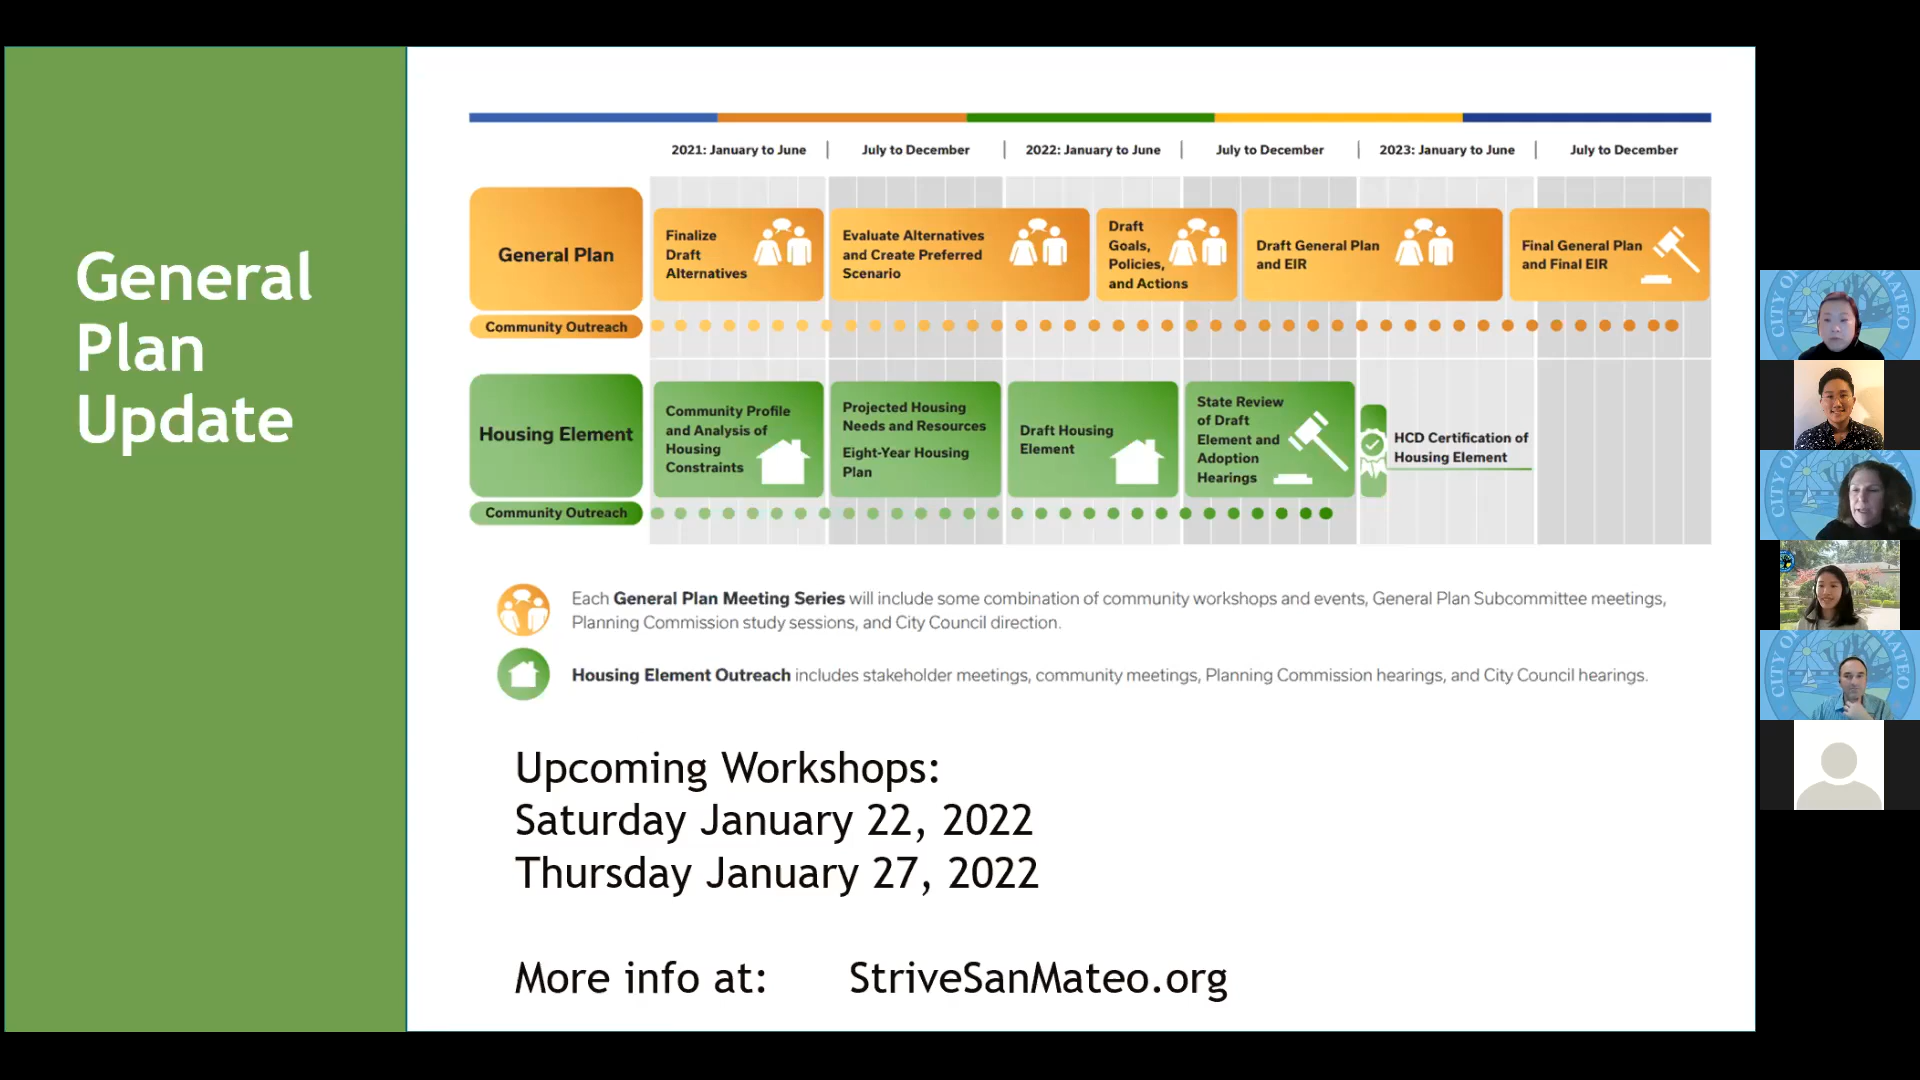 General
Plan
Update
2021: January to June | July to December | 2022: January to June | July to December | 2023: January to June | July to December
General Plan
Finalize
Draft
Alternatives
Evaluate Alternatives
and Create Preferred
Scenario
Draft
Goals,
Policies,
and Actions
Draft General Plan
and EIR
Final General Plan
and Final EIR
Community Outreach
Housing Element
Community Profile
and Analysis of
Housing
Constraints
Projected Housing
Needs and Resources
Eight-Year Housing
Plan
Draft Housing
Element
State Review
of Draft
Element and
Adoption
Hearings
HCD Certification of
Housing Element
Community Outreach
Each General Plan Meeting Series will include some combination of community workshops and events, General Plan Subcommittee meetings,
Planning Commission study sessions, and City Council direction.
Housing Element Outreach includes stakeholder meetings, community meetings, Planning Commission hearings, and City Council hearings.
Upcoming Workshops:
Saturday January 22, 2022
Thursday January 27, 2022
More info at: StriveSanMateo.org